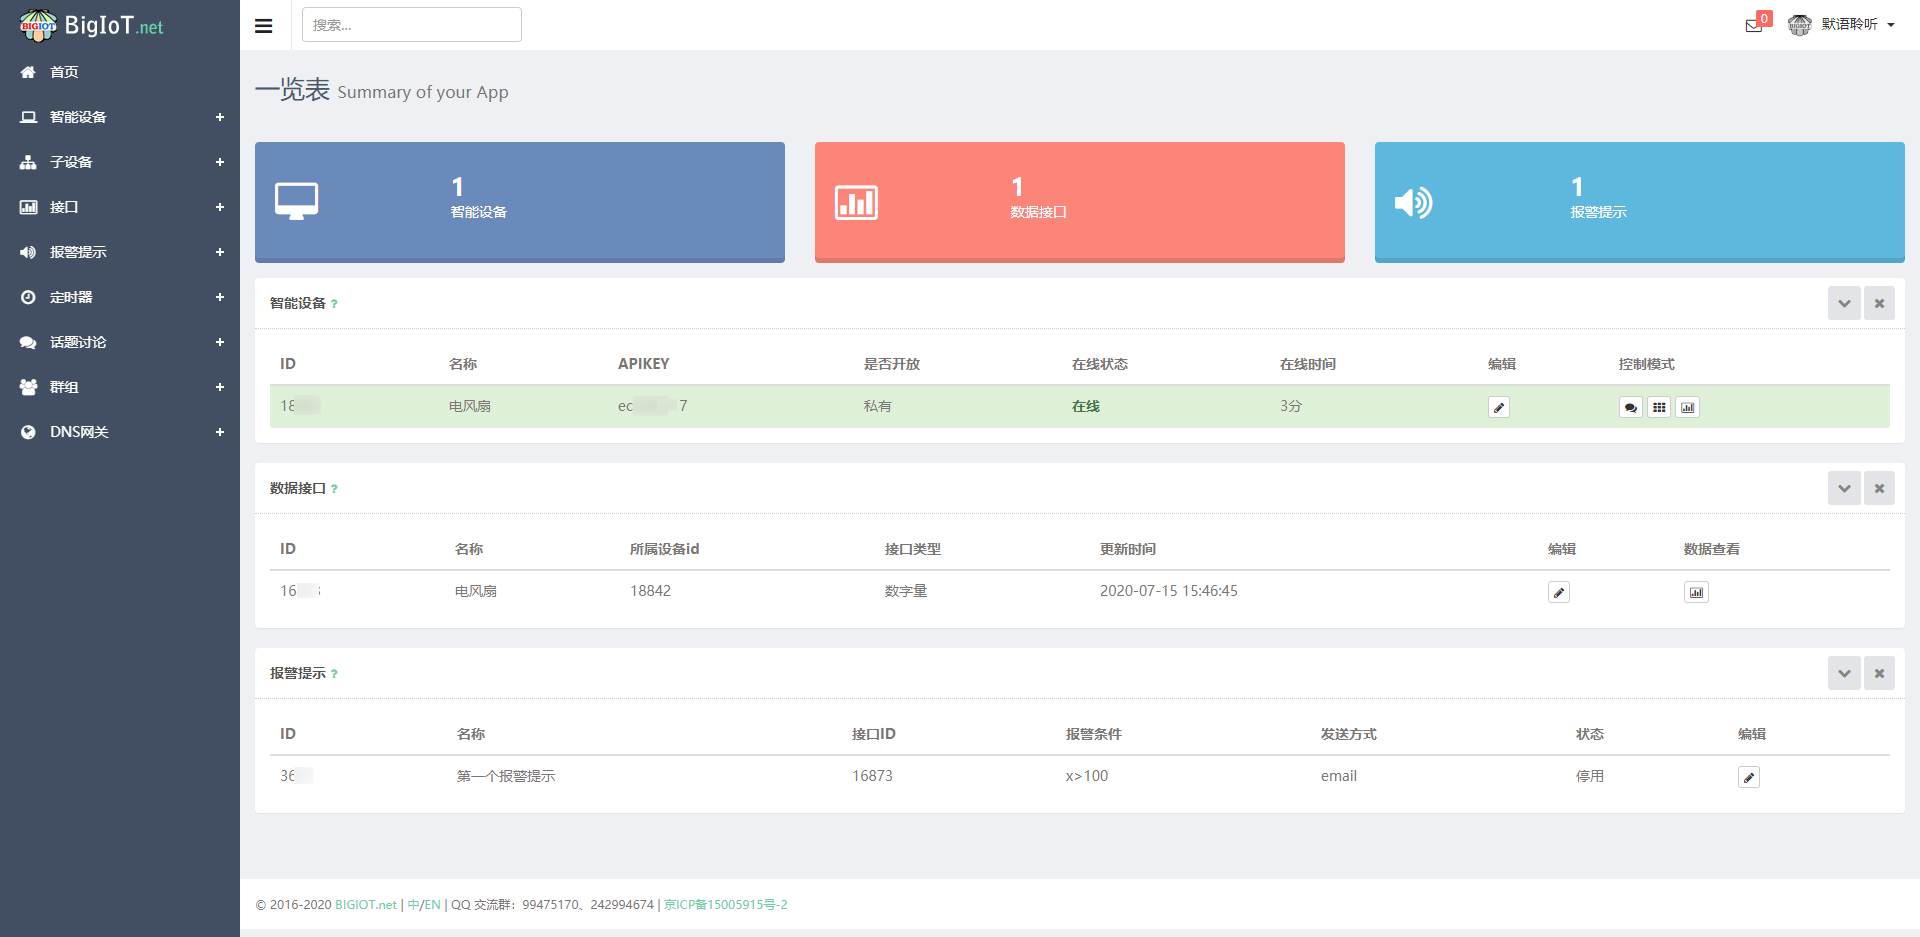 BIGIOT BigIoT.net
搜索...
0
默语聆听
首页
智能设备
子设备
接口
报警提示
定时器
话题讨论
群组
DNS网关
一览表 Summary of your App
1
智能设备
1
数据接口
1
报警提示
智能设备 ?
ID 名称 APIKEY 是否开放 在线状态 在线时间 编辑 控制模式
18 电风扇 ec 7 私有 在线 3分
数据接口 ?
ID 名称 所属设备id 接口类型 更新时间 编辑 数据查看
16 电风扇 18842 数字量 2020-07-15 15:46:45
报警提示 ?
ID 名称 接口ID 报警条件 发送方式 状态 编辑
36 第一个报警提示 16873 x>100 email 停用
© 2016-2020 BIGIOT.net | 中/EN | QQ 交流群：99475170、242994674 | 京ICP备15005915号-2